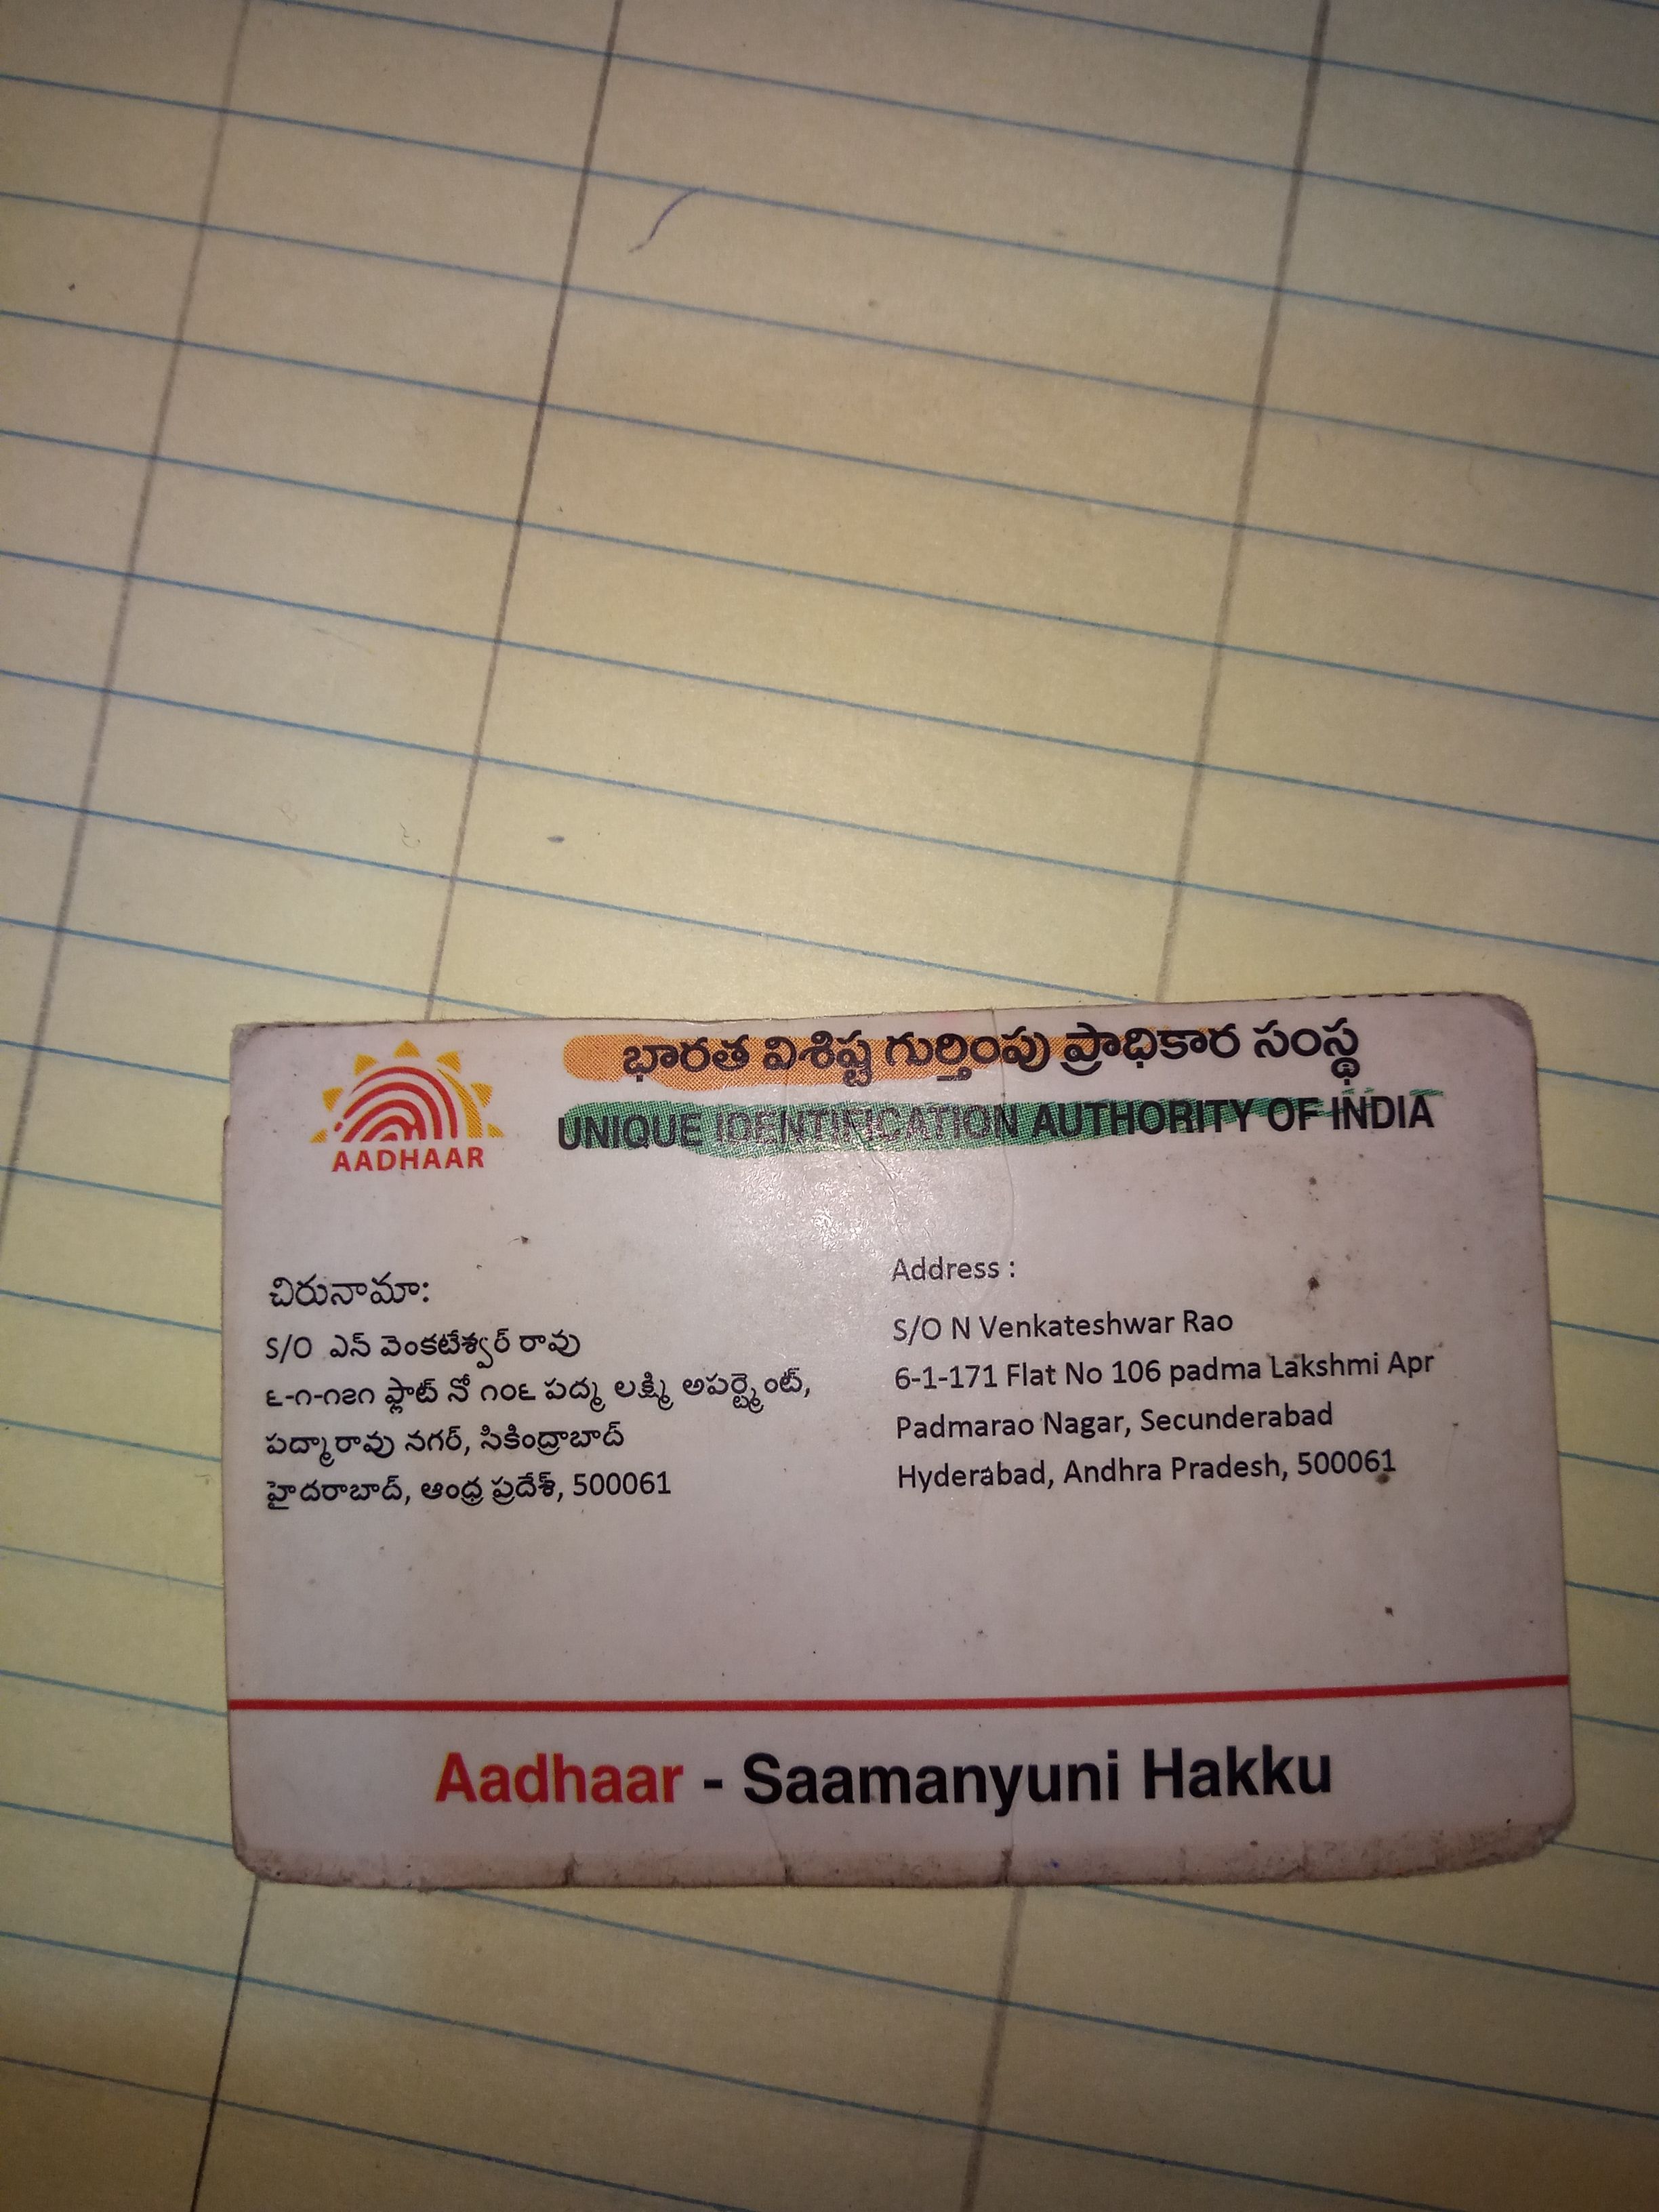 భారత విశిష్ట గుర్తింపు ప్రాధికార సంస్థ
UNIQUE IDENTIFICATION AUTHORITY OF INDIA
AADHAAR
చిరునామా:
S/O ఎన్ వెంకటేశ్వర్ రావు
౬-౧-౧౭౧ ఫ్లాట్ నో ౧౦౬ పద్మ లక్ష్మి అపర్ట్మెంట్,
పద్మారావు నగర్, సికింద్రాబాద్
హైదరాబాద్, ఆంధ్ర ప్రదేశ్, 500061
Address :
S/O N Venkateshwar Rao
6-1-171 Flat No 106 padma Lakshmi Apr
Padmarao Nagar, Secunderabad
Hyderabad, Andhra Pradesh, 500061
Aadhaar - Saamanyuni Hakku